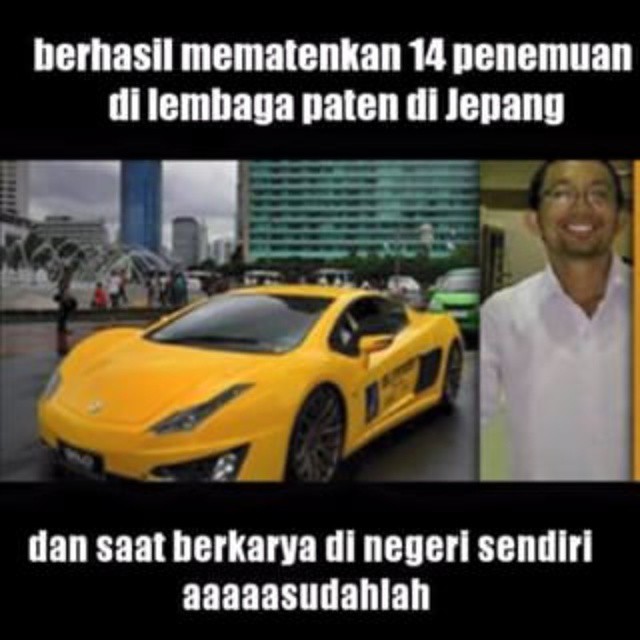 berhasil mematenkan 14 penemuan
di lembaga paten di Jepang
dan saat berkarya di negeri sendiri
aaaaasudahlah